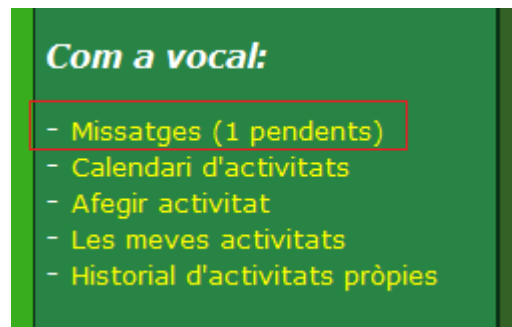 Com a vocal:
- Missatges (1 pendents)
- Calendari d'activitats
- Afegir activitat
- Les meves activitats
- Historial d'activitats pròpies